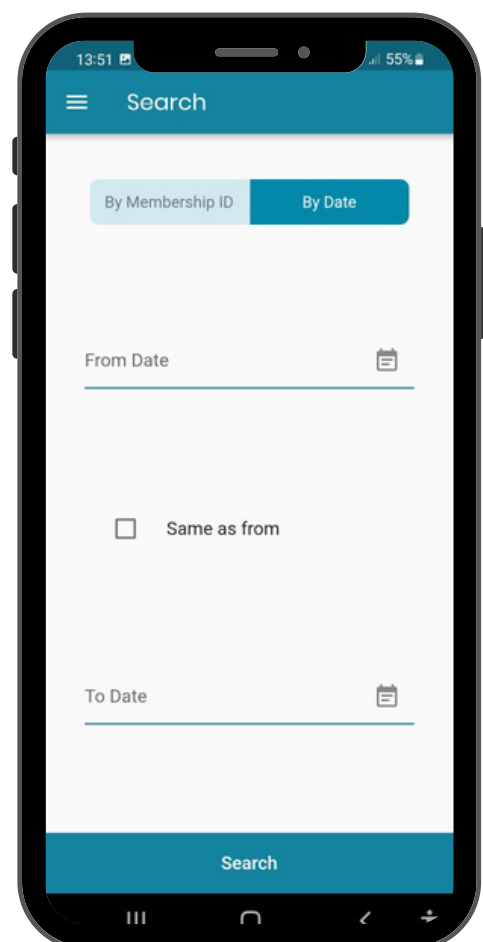 13:51 55%
Search
By Membership ID By Date
From Date
Same as from
To Date
Search